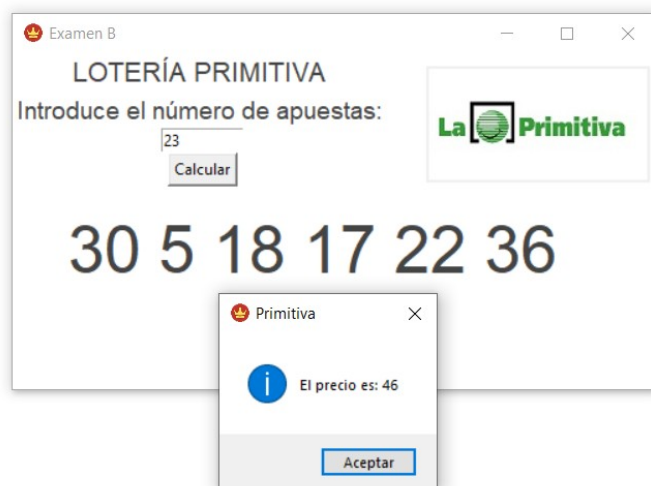 Examen B
LOTERÍA PRIMITIVA
Introduce el número de apuestas:
23
Calcular
La Primitiva
30 5 18 17 22 36
Primitiva
El precio es: 46
Aceptar